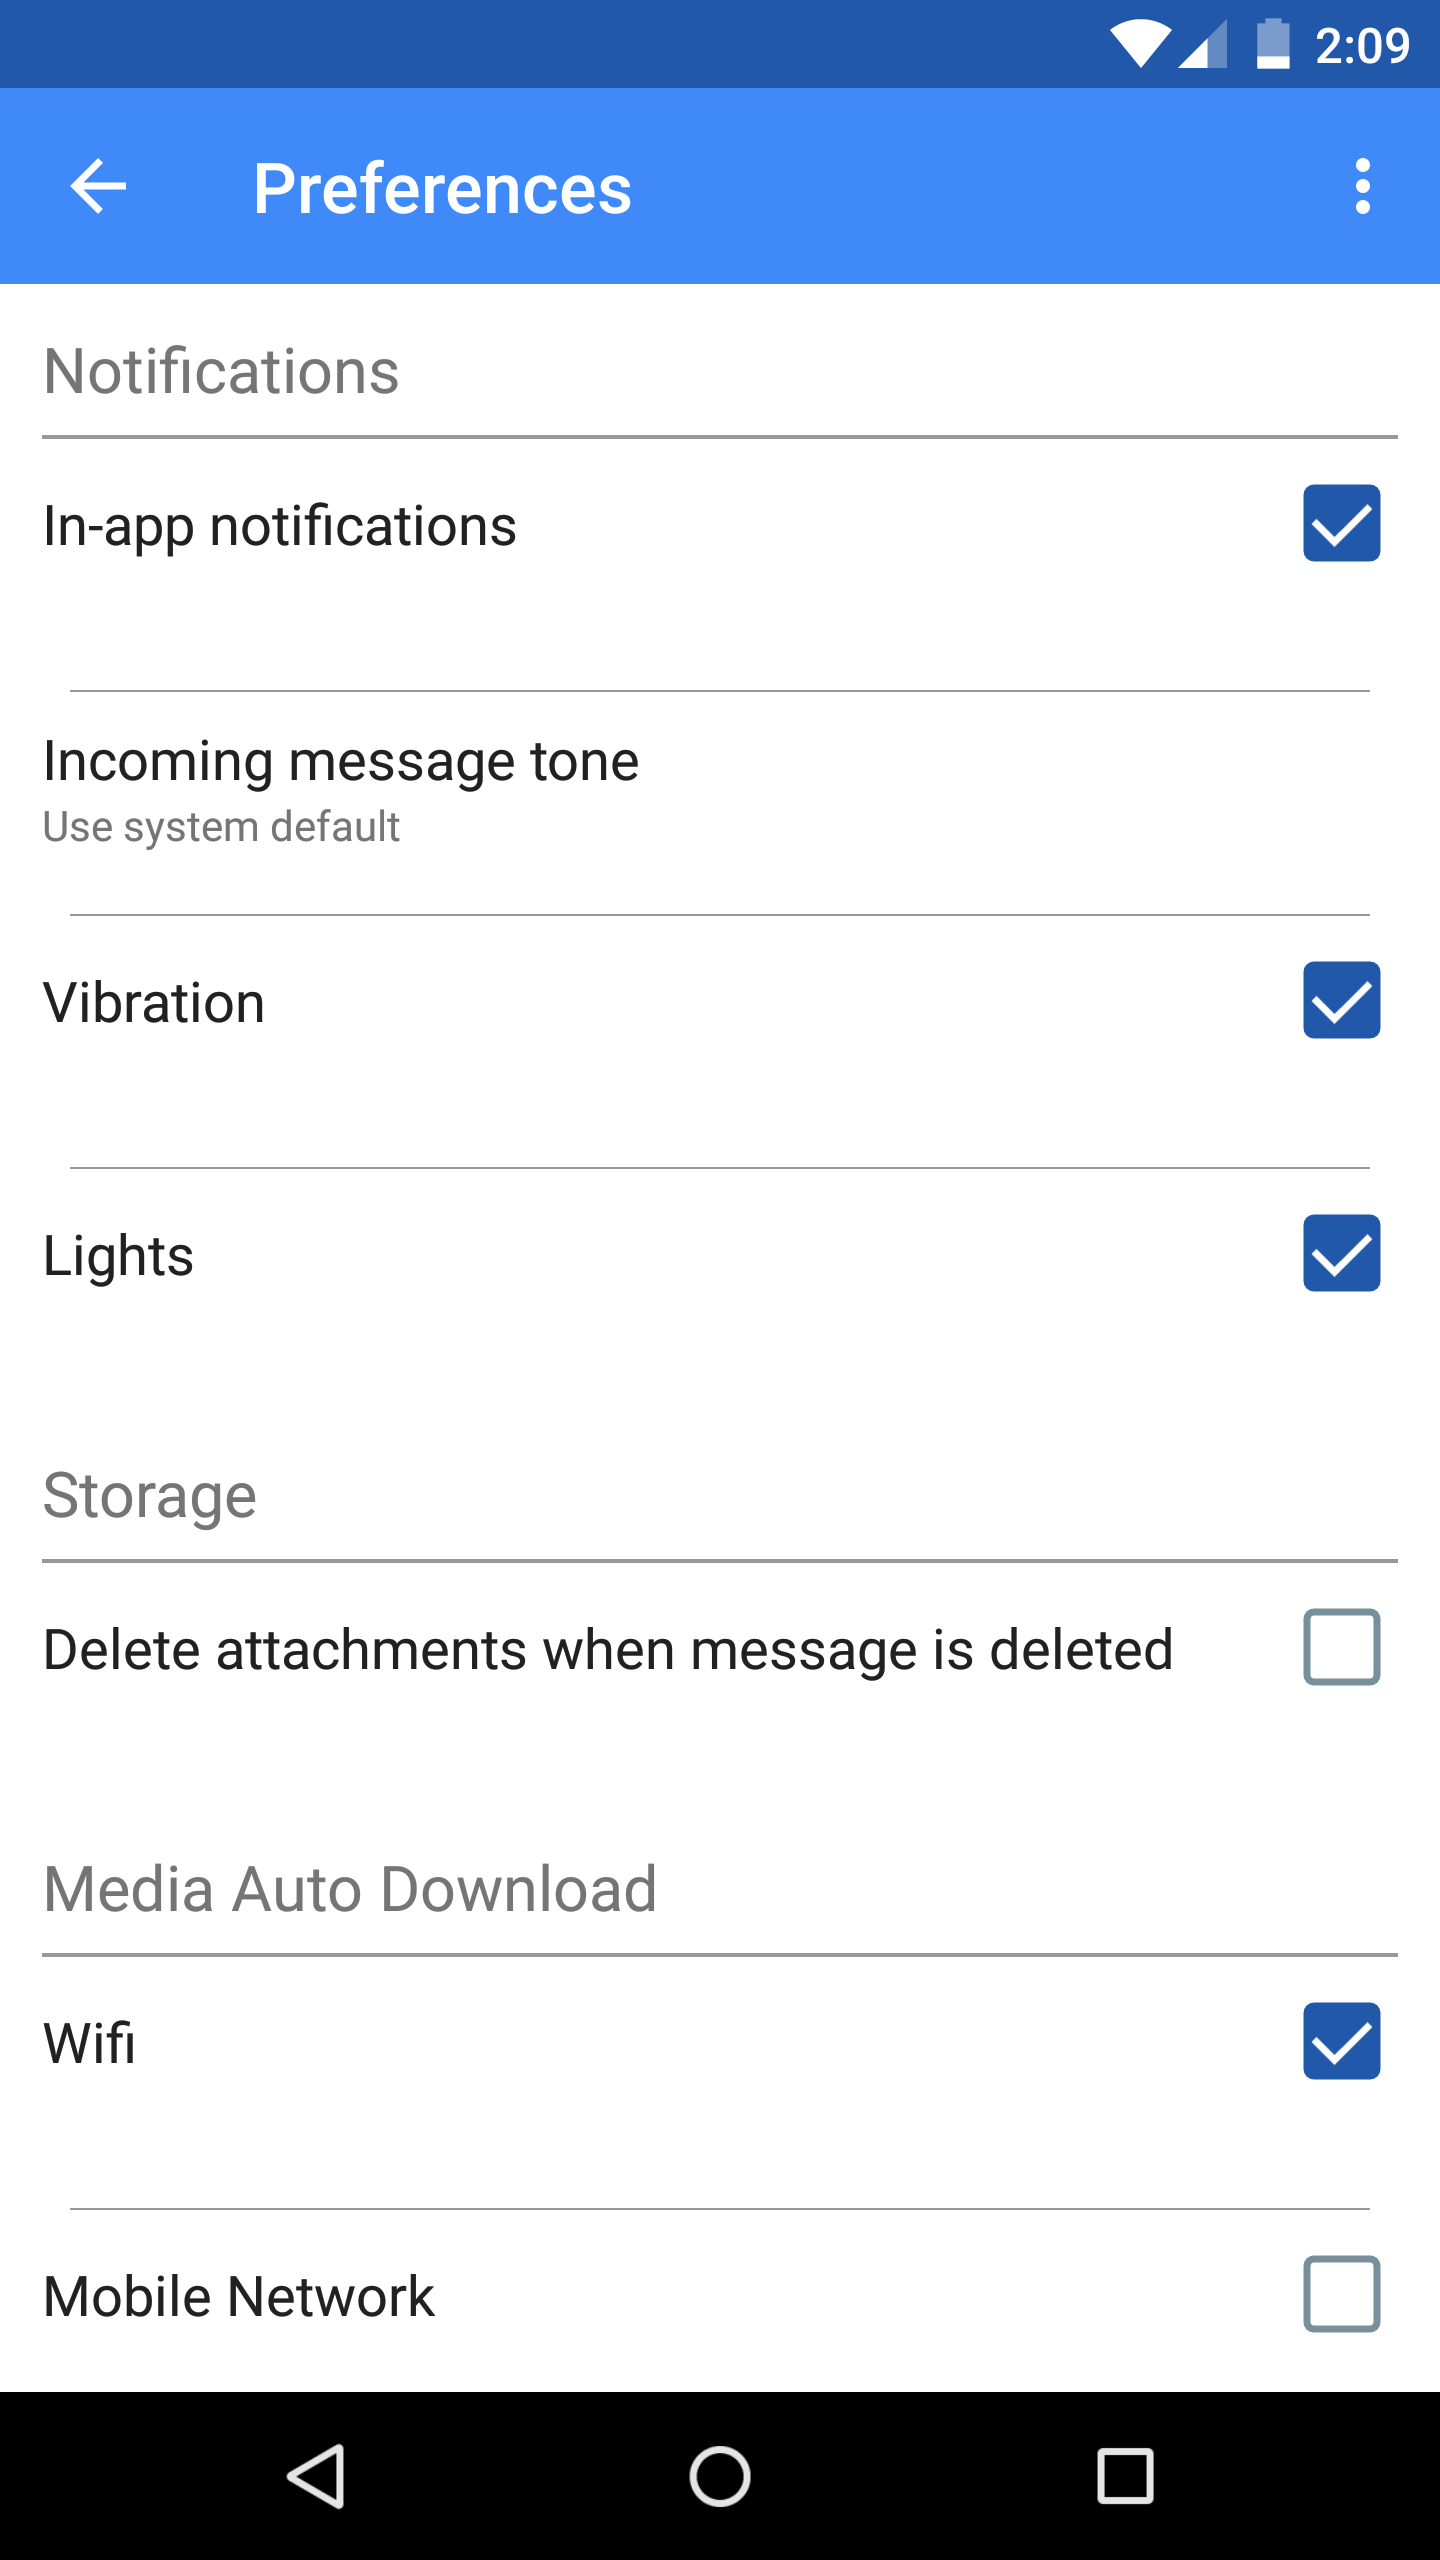 2:09
Preferences
Notifications
In-app notifications
Incoming message tone
Use system default
Vibration
Lights
Storage
Delete attachments when message is deleted
Media Auto Download
Wifi
Mobile Network